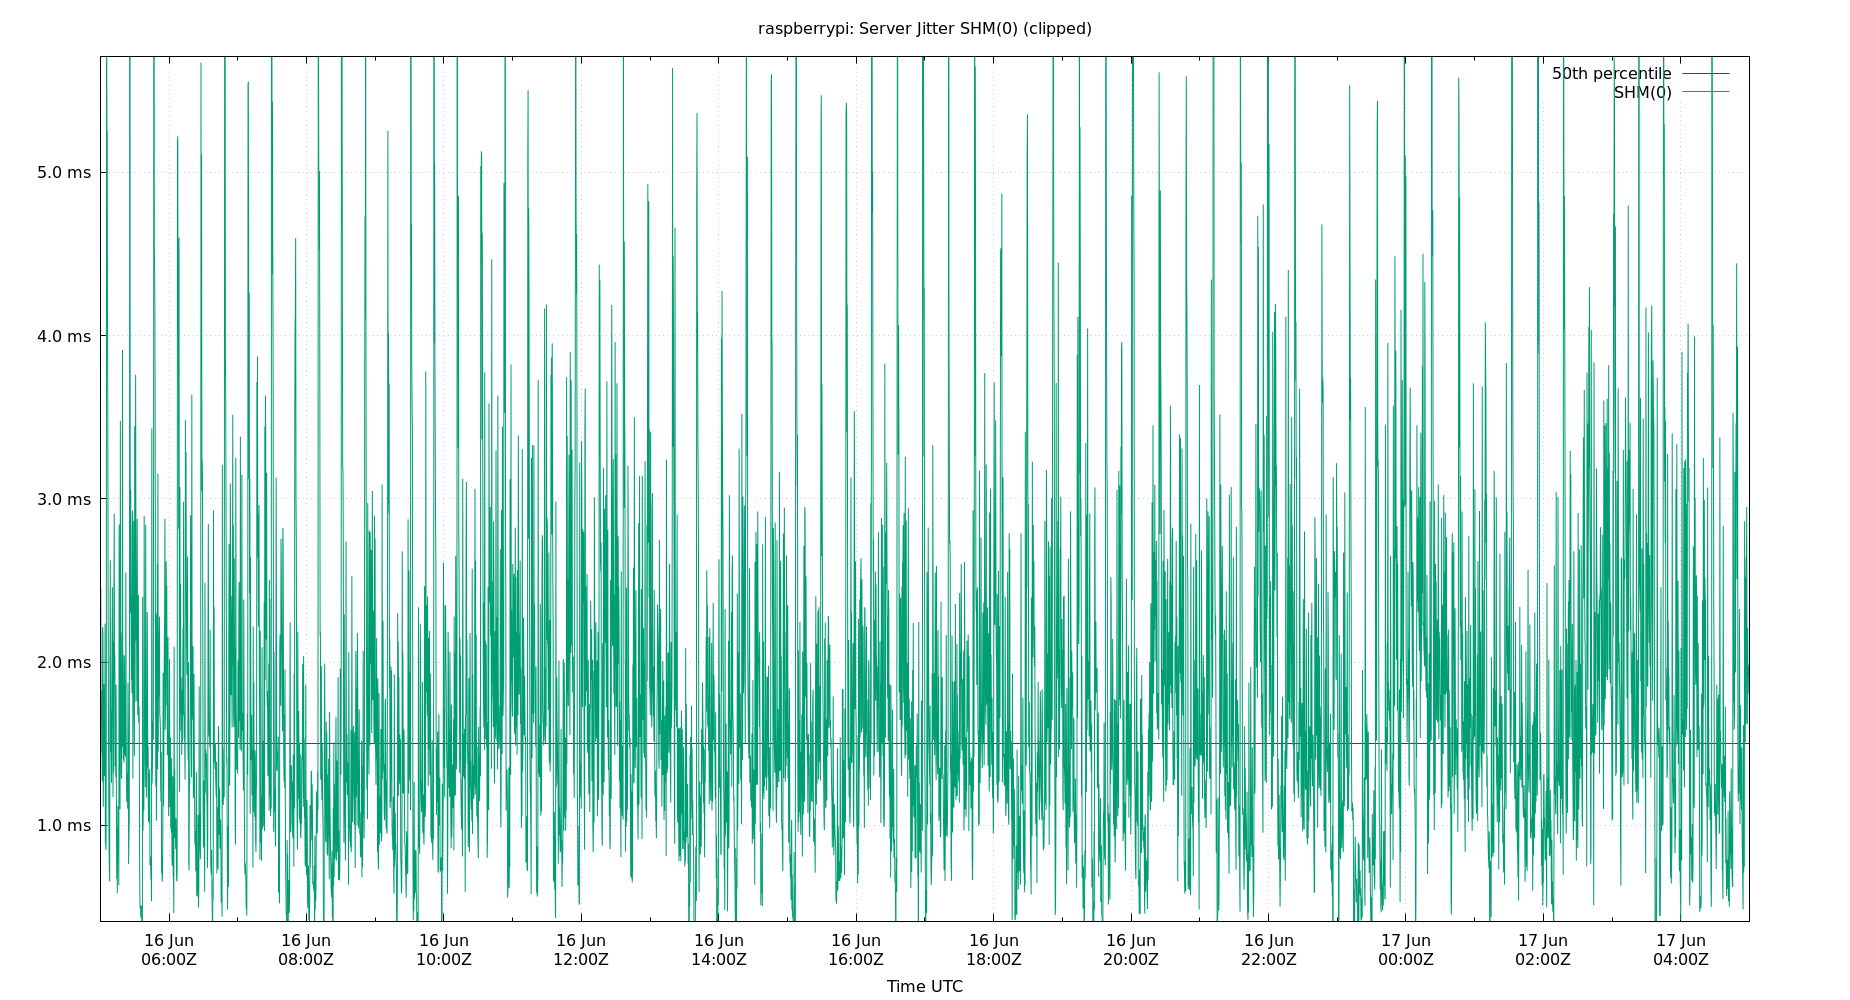 raspberrypi: Server Jitter SHM(0) (clipped)
50th percentile
SHM(0)
5.0 ms
4.0 ms
3.0 ms
2.0 ms
1.0 ms
16 Jun 16 Jun 16 Jun 16 Jun 16 Jun 16 Jun 16 Jun 16 Jun 16 Jun 17 Jun 17 Jun 17 Jun
06:00Z 08:00Z 10:00Z 12:00Z 14:00Z 16:00Z 18:00Z 20:00Z 22:00Z 00:00Z 02:00Z 04:00Z
Time UTC